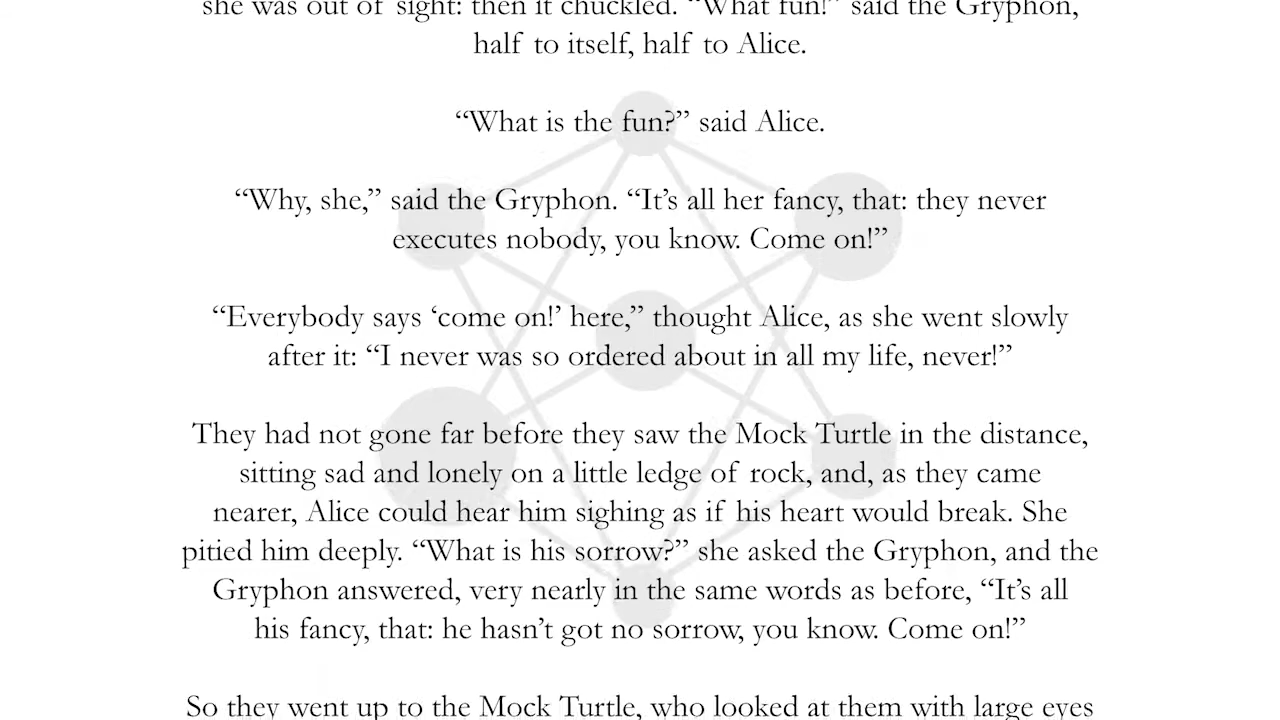 she was out of sight: then it chuckled. “What fun!” said the Gryphon,
half to itself, half to Alice.
“What is the fun?” said Alice.
“Why, she,” said the Gryphon. “It’s all her fancy, that: they never
executes nobody, you know. Come on!”
“Everybody says ‘come on!’ here,” thought Alice, as she went slowly
after it: “I never was so ordered about in all my life, never!”
They had not gone far before they saw the Mock Turtle in the distance,
sitting sad and lonely on a little ledge of rock, and, as they came
nearer, Alice could hear him sighing as if his heart would break. She
pitied him deeply. “What is his sorrow?” she asked the Gryphon, and the
Gryphon answered, very nearly in the same words as before, “It’s all
his fancy, that: he hasn’t got no sorrow, you know. Come on!”
So they went up to the Mock Turtle, who looked at them with large eyes